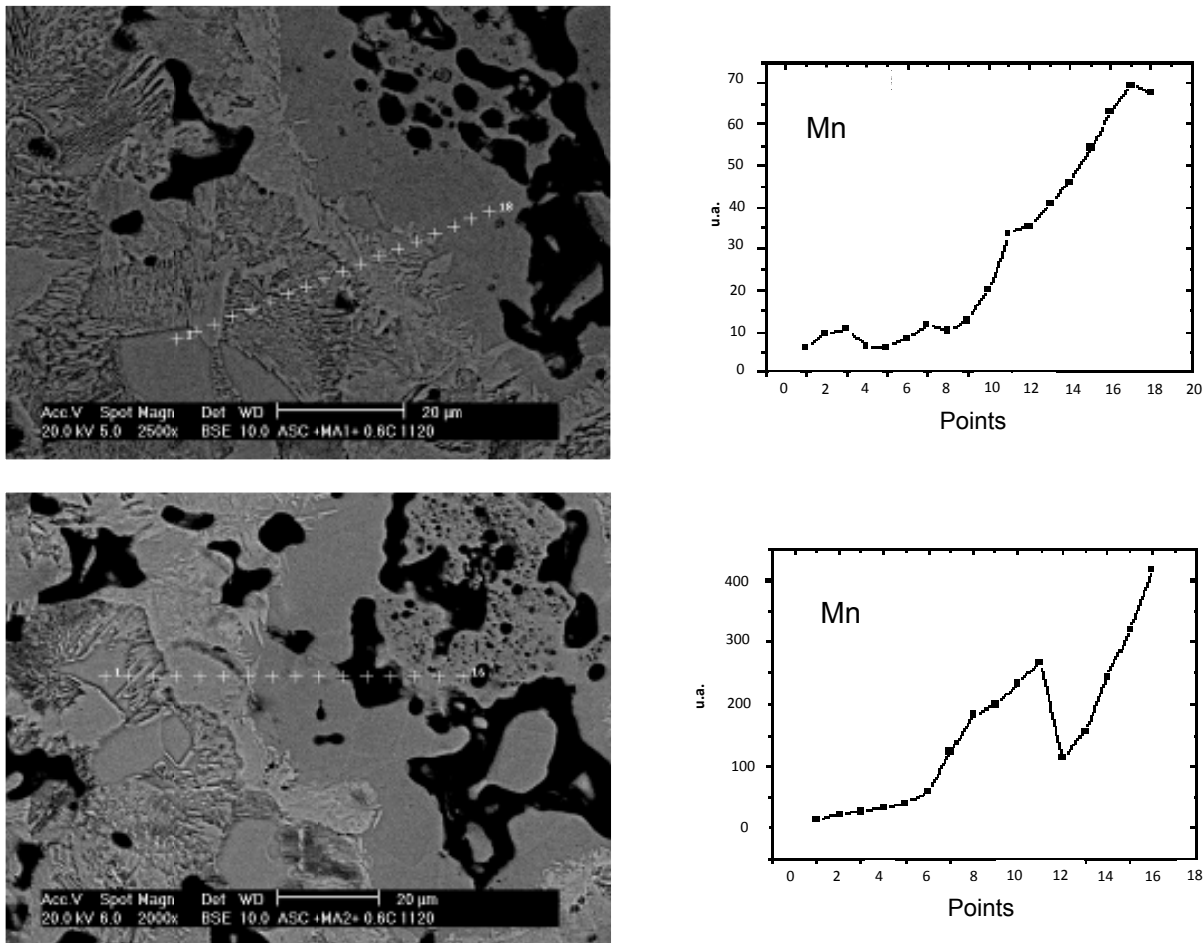 18
Acc.V Spot Magn Det WD 20 µm
20.0 kV 5.0 2500x BSE 10.0 ASC +MA1+ 0.6C 1120
70
60
50
40
30
20
10
0
u.a.
Mn
0 2 4 6 8 10 12 14 16 18 20
Points
1
Acc.V Spot Magn Det WD 20 µm
20.0 kV 6.0 2000x BSE 10.0 ASC +MA2+ 0.6C 1120
400
300
200
100
0
u.a.
Mn
0 2 4 6 8 10 12 14 16 18
Points